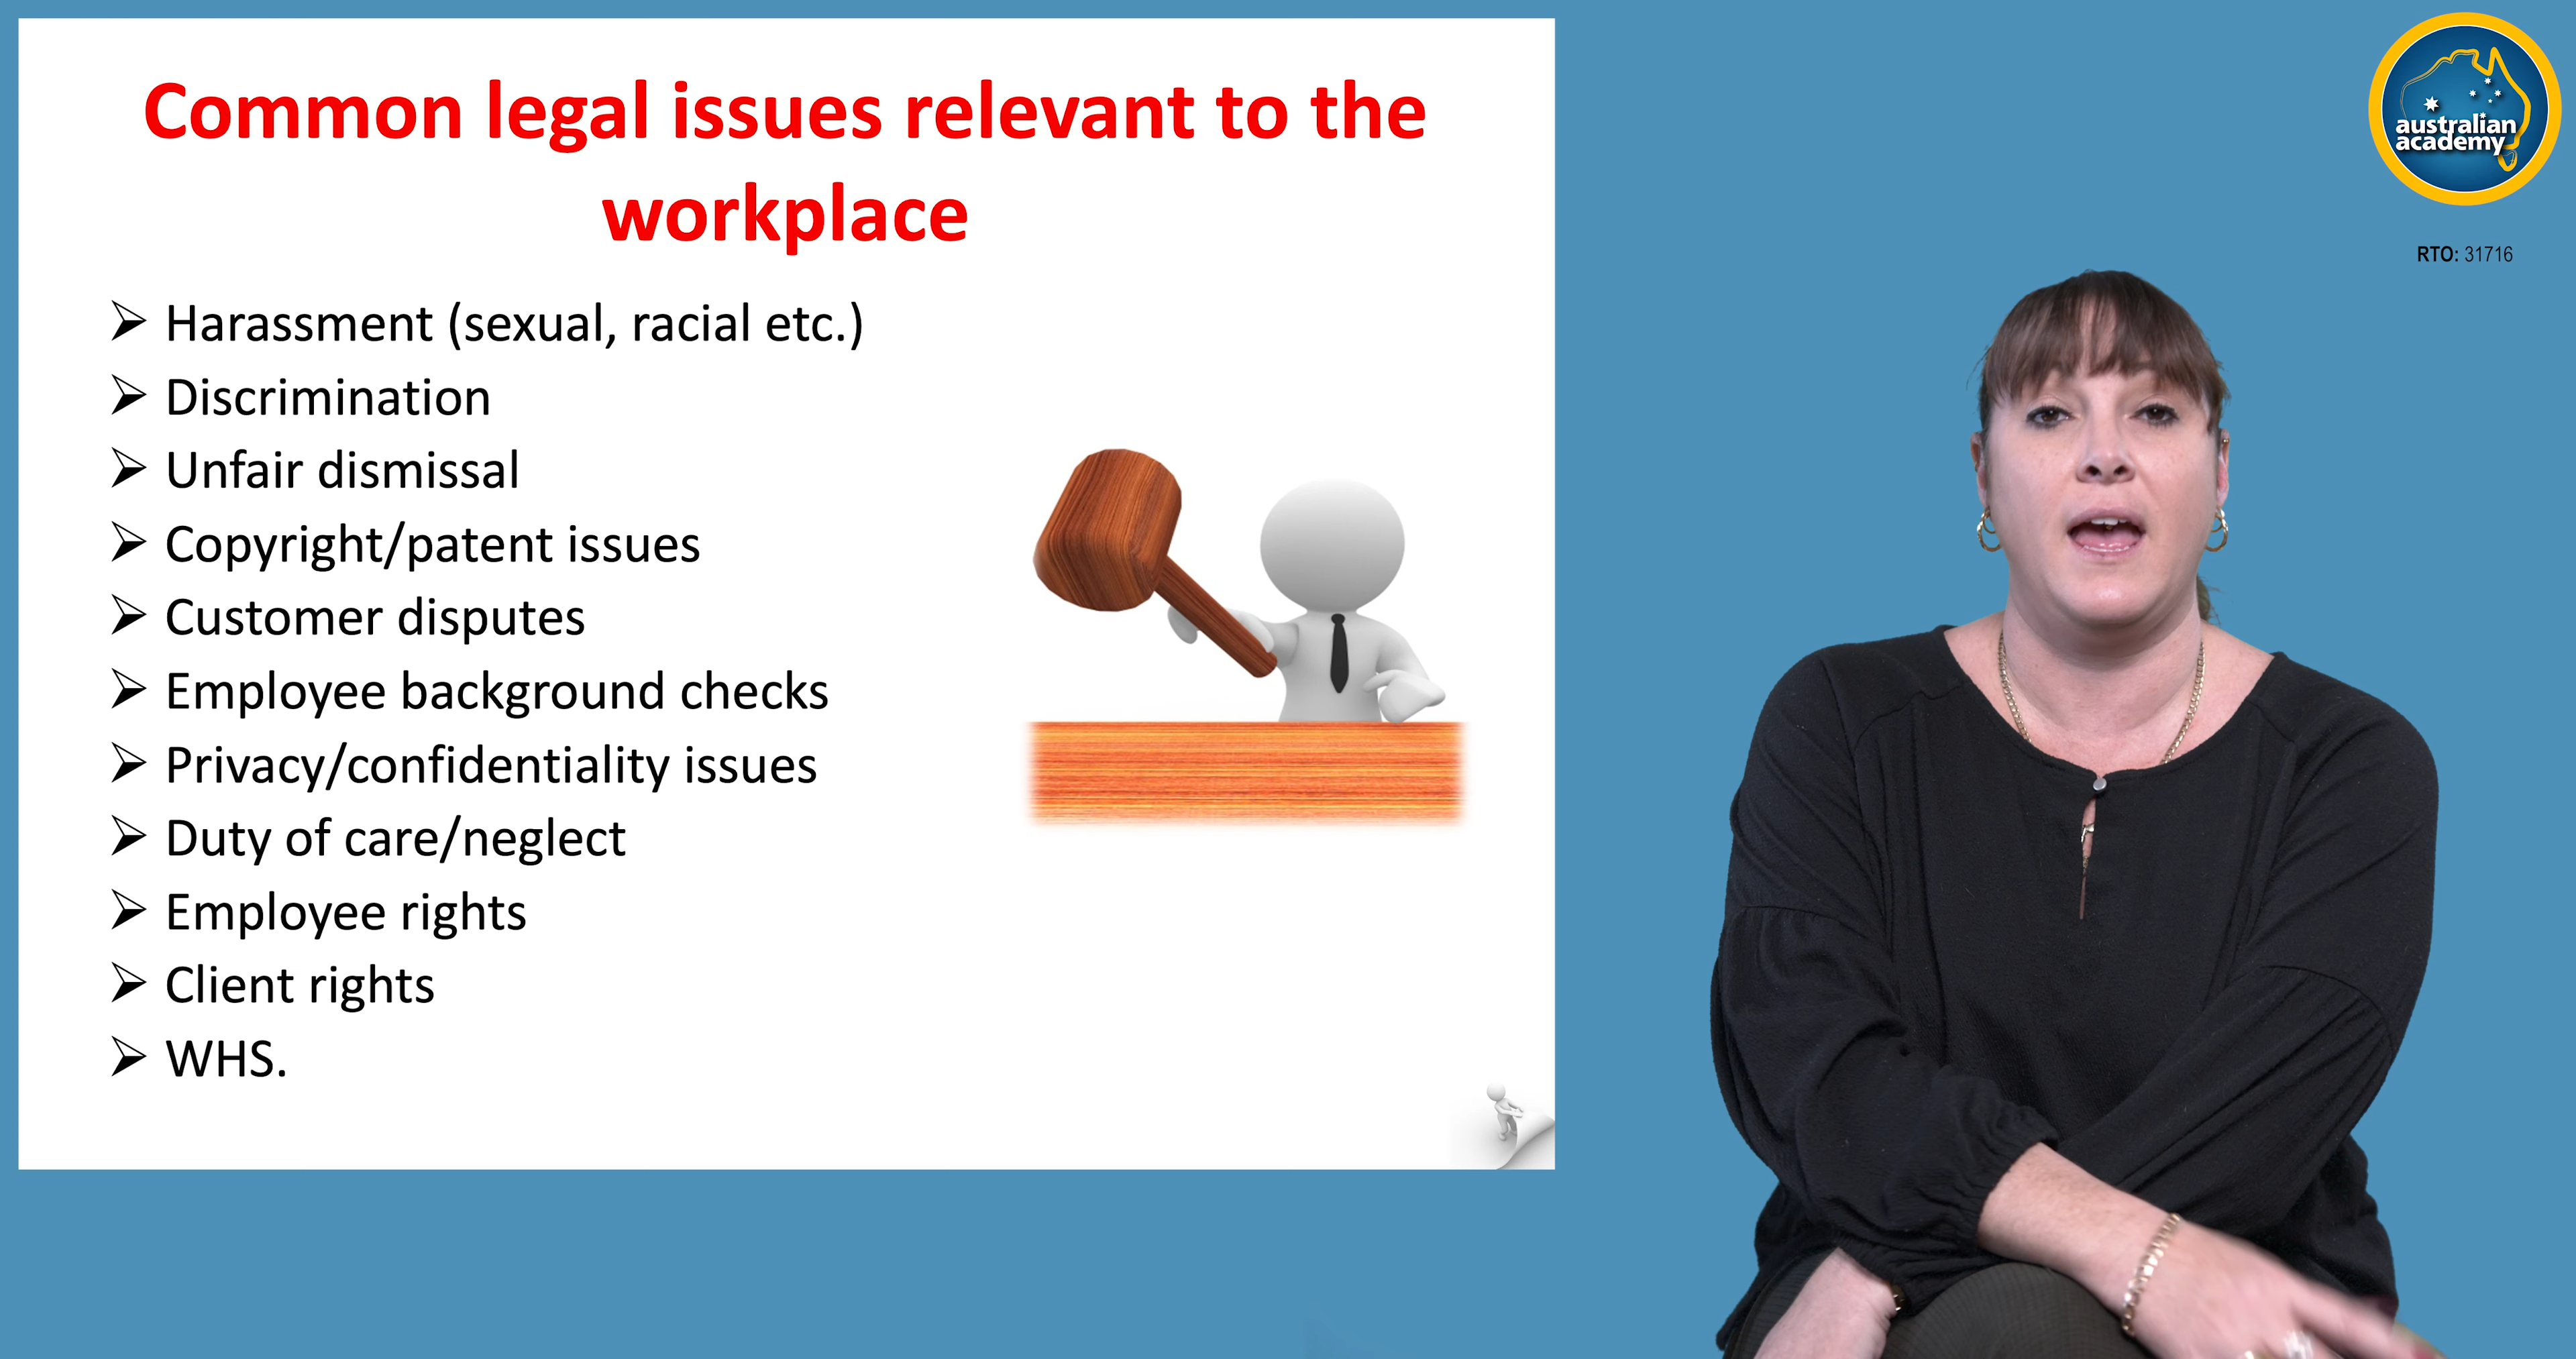 Common legal issues relevant to the
workplace
➢ Harassment (sexual, racial etc.)
➢ Discrimination
➢ Unfair dismissal
➢ Copyright/patent issues
➢ Customer disputes
➢ Employee background checks
➢ Privacy/confidentiality issues
➢ Duty of care/neglect
➢ Employee rights
➢ Client rights
➢ WHS.
australian
academy
RTO: 31716